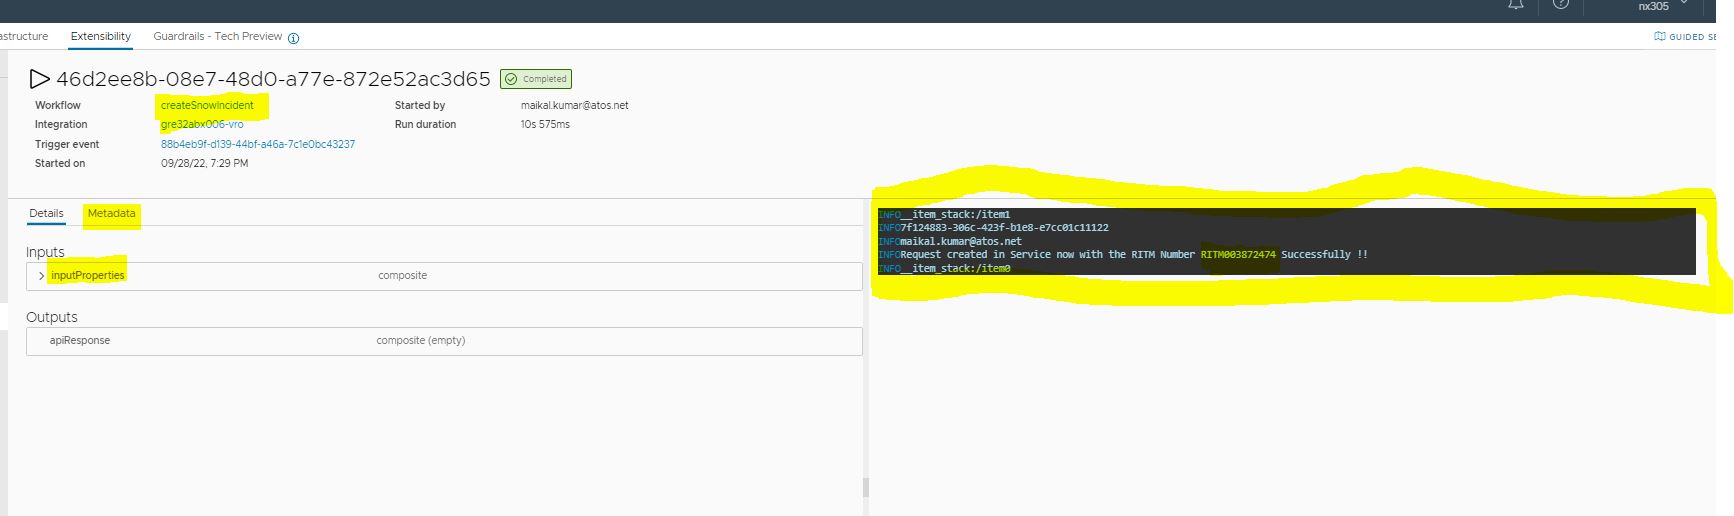 nx305
astructure Extensibility Guardrails - Tech Preview GUIDED SE
46d2ee8b-08e7-48d0-a77e-872e52ac3d65 Completed
Workflow createSnowIncident Started by maikal.kumar@atos.net
Integration gre32abx006-vro Run duration 10s 575ms
Trigger event 88b4eb9f-d139-44bf-a46a-7c1e0bc43237
Started on 09/28/22, 7:29 PM
Details Metadata
Inputs
inputProperties composite
Outputs
apiResponse composite (empty)
INFO__item_stack:/item1
INFO7f124883-306c-423f-b1e8-e7cc01c11122
INFOmaikal.kumar@atos.net
INFORequest created in Service now with the RITM Number RITM003872474 Successfully !!
INFO__item_stack:/item0